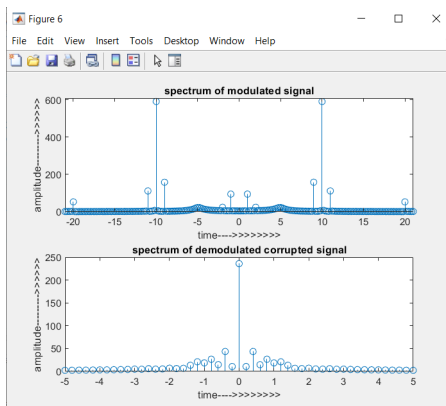 Figure 6
File Edit View Insert Tools Desktop Window Help
spectrum of modulated signal
600
400
200
0
-20 -15 -10 -5 0 5 10 15 20
time---->>>>>>>>
spectrum of demodulated corrupted signal
250
200
150
100
50
0
-5 -4 -3 -2 -1 0 1 2 3 4 5
time---->>>>>>>>